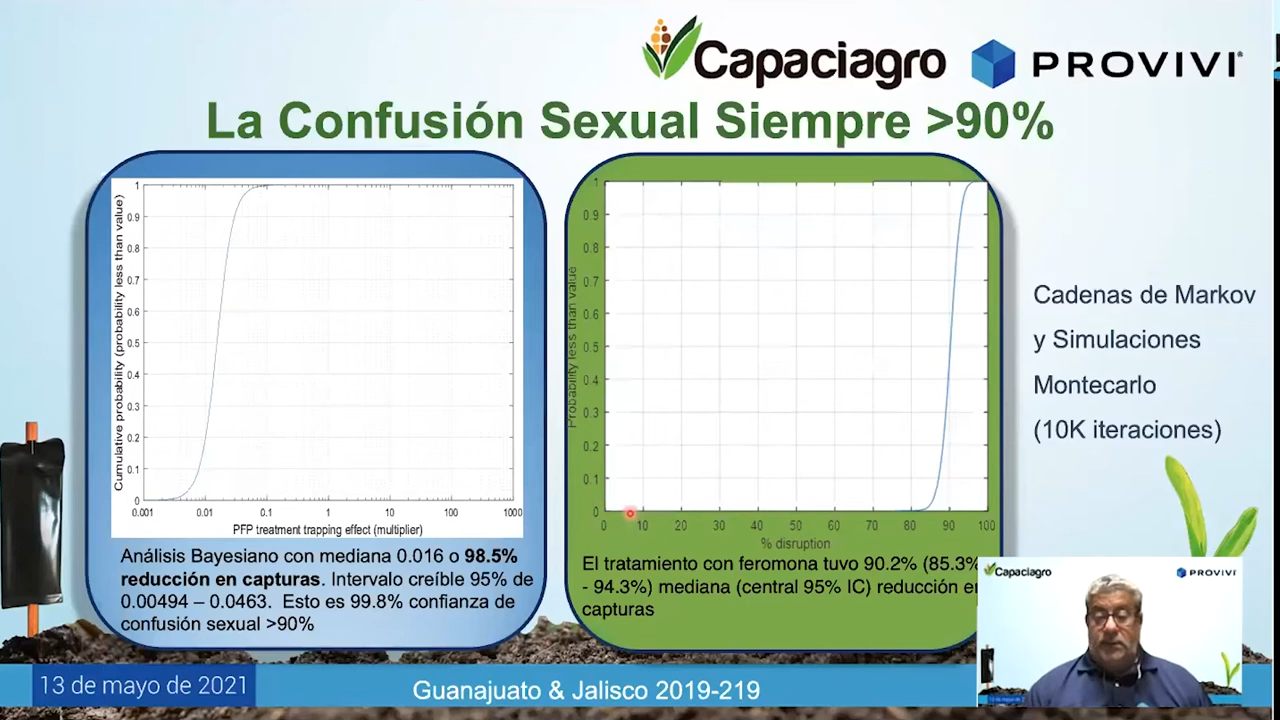 Capaciagro PROVIVI
La Confusión Sexual Siempre >90%
Cumulative probability (probability less than value)
1
0.9
0.8
0.7
0.6
0.5
0.4
0.3
0.2
0.1
0
0.001 0.01 0.1 1 10 100 1000
PFP treatment trapping effect (multiplier)
Análisis Bayesiano con mediana 0.016 o 98.5%
reducción en capturas. Intervalo creíble 95% de
0.00494 – 0.0463. Esto es 99.8% confianza de
confusión sexual >90%
Probability less than value
1
0.9
0.8
0.7
0.6
0.5
0.4
0.3
0.2
0.1
0
0 10 20 30 40 50 60 70 80 90 100
% disruption
El tratamiento con feromona tuvo 90.2% (85.3%
- 94.3%) mediana (central 95% IC) reducción en
capturas
Cadenas de Markov
y Simulaciones
Montecarlo
(10K iteraciones)
Capaciagro PROVIVI
13 de mayo de 2021
Guanajuato & Jalisco 2019-219